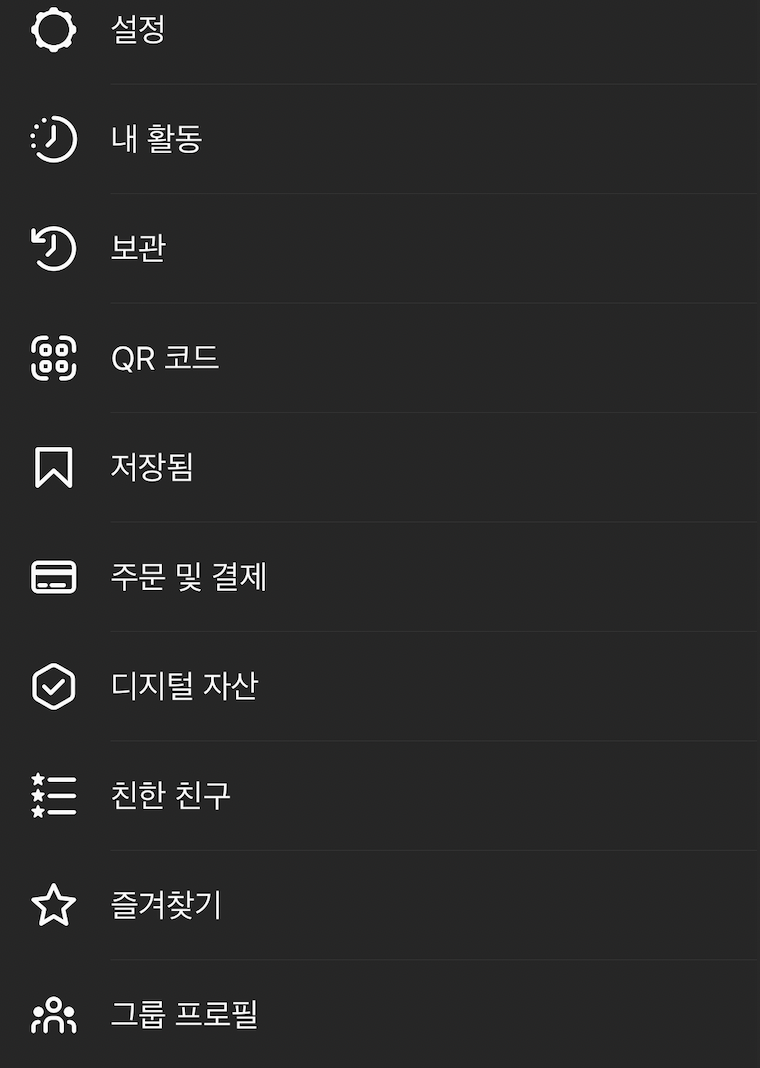 설정
내 활동
보관
QR 코드
저장됨
주문 및 결제
디지털 자산
친한 친구
즐겨찾기
그룹 프로필